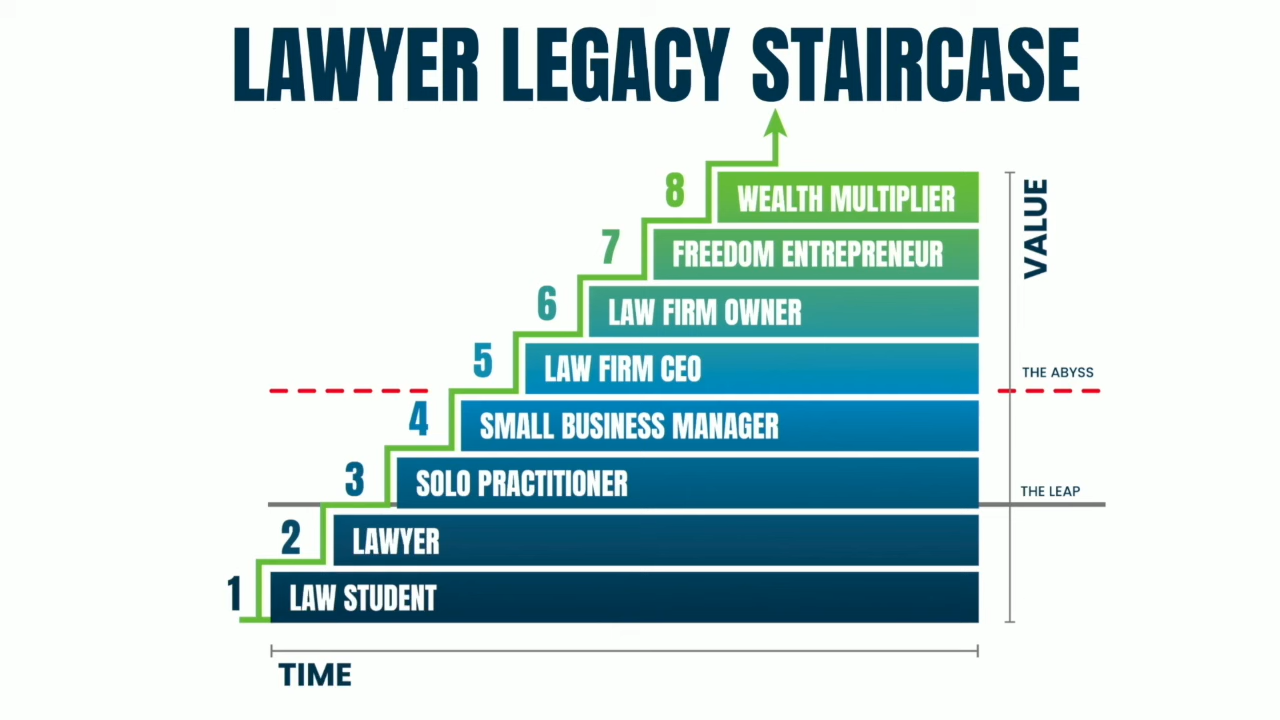 LAWYER LEGACY STAIRCASE
8 WEALTH MULTIPLIER
7 FREEDOM ENTREPRENEUR
6 LAW FIRM OWNER
5 LAW FIRM CEO
4 SMALL BUSINESS MANAGER
3 SOLO PRACTITIONER
2 LAWYER
1 LAW STUDENT
VALUE
THE ABYSS
THE LEAP
TIME